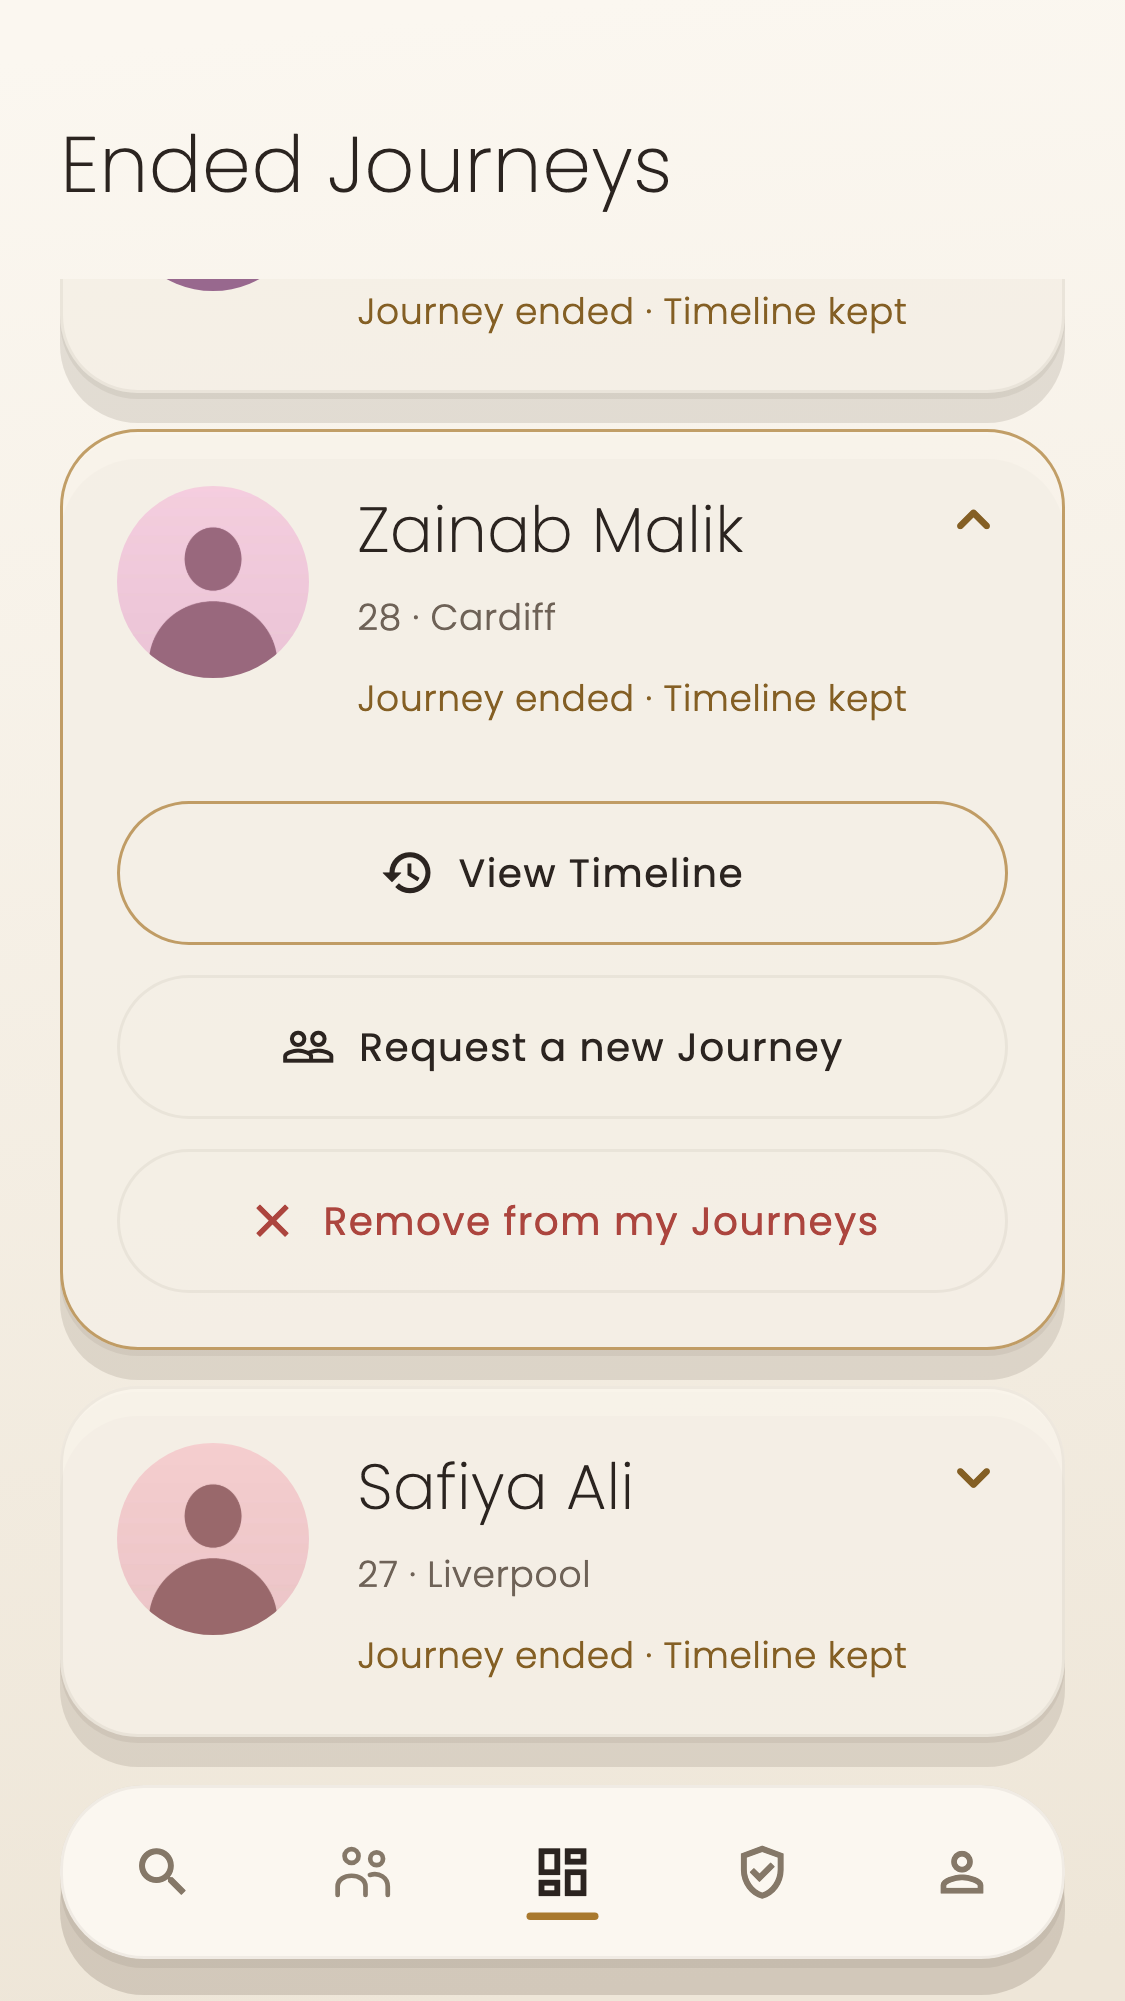 Ended Journeys
Journey ended · Timeline kept
Zainab Malik
28 · Cardiff
Journey ended · Timeline kept
View Timeline
Request a new Journey
Remove from my Journeys
Safiya Ali
27 · Liverpool
Journey ended · Timeline kept